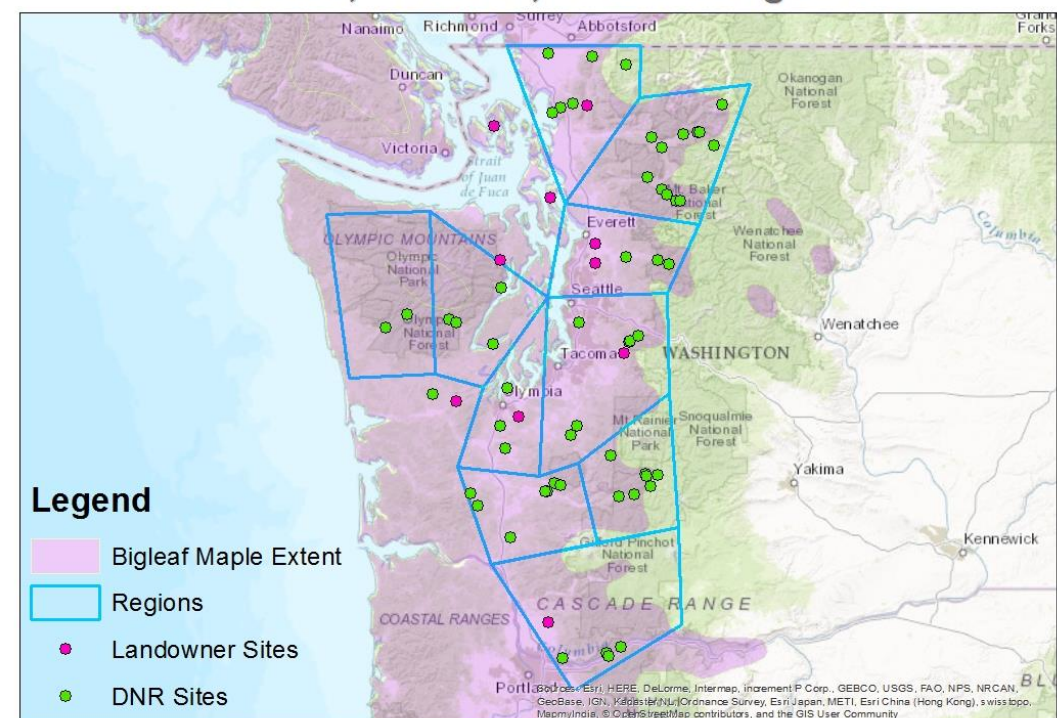 Nanaimo
Richmond
Surrey
Abbotsford
Grand
Forks
Duncan
Okanogan
National
Forest
Victoria
Strait
of Juan
de Fuca
Mt. Baker
National
Forest
Everett
OLYMPIC MOUNTAINS
Olympic
National
Park
Wenatchee
National
Forest
Columbia
Seattle
Olympic
National
Forest
Wenatchee
Tacoma
WASHINGTON
Olympia
Mt Rainier
National
Park
Snoqualmie
National
Forest
Yakima
Legend
Bigleaf Maple Extent
Regions
Landowner Sites
DNR Sites
Gifford Pinchot
National
Forest
Kennewick
CASCADE RANGE
COASTAL RANGES
Columbia
Sources: Esri, HERE, DeLorme, Intermap, increment P Corp., GEBCO, USGS, FAO, NPS, NRCAN,
GeoBase, IGN, Kadaster NL, Ordnance Survey, Esri Japan, METI, Esri China (Hong Kong), swisstopo,
MapmyIndia, © OpenStreetMap contributors, and the GIS User Community